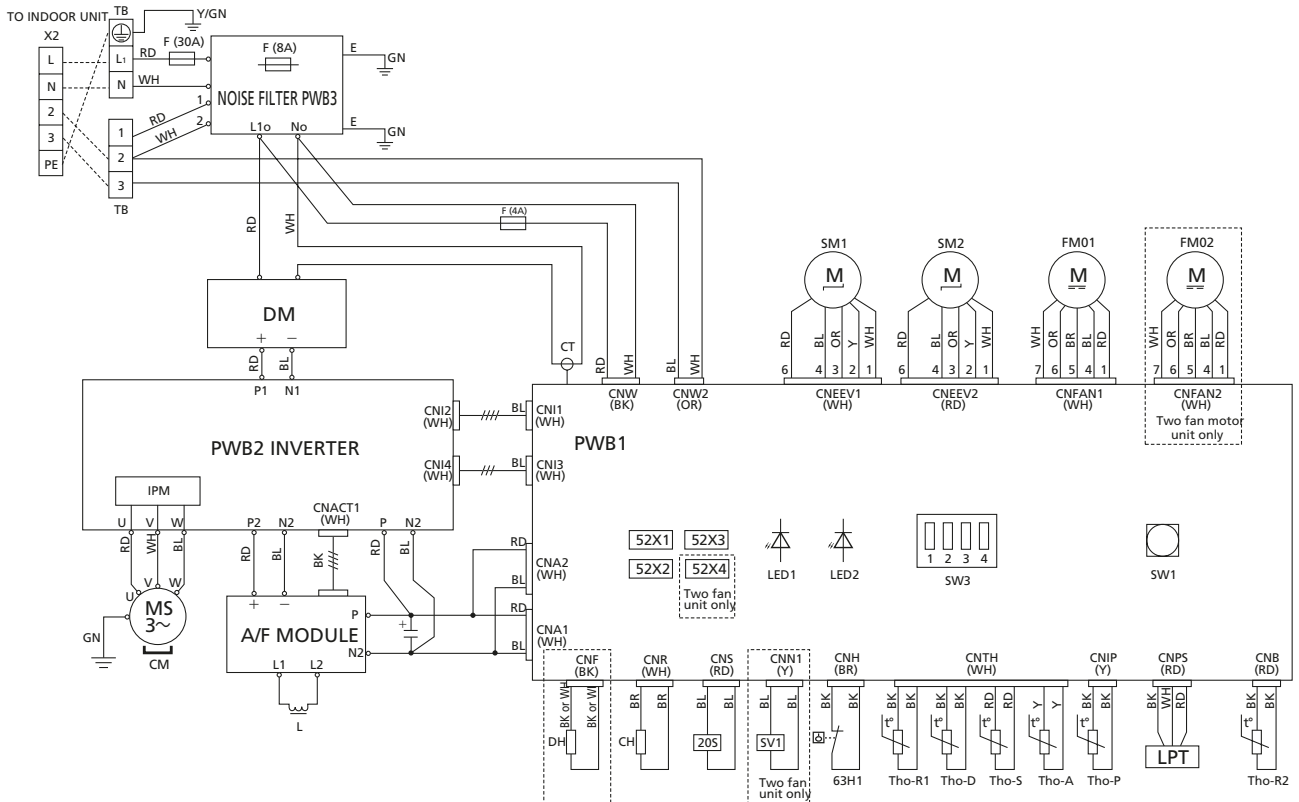 TO INDOOR UNIT
X2
L
N
2
3
PE
TB
L1
N
1
2
3
TB
Y/GN
RD
F (30A)
WH
1
2
RD
WH
F (8A)
NOISE FILTER PWB3
L1o No
E
GN
E
GN
RD
WH
F (4A)
DM
+ −
RD
BL
P1 N1
CT
RD
WH
BL
WH
CNW
(BK)
CNW2
(OR)
SM1
M
RD
BL
OR
Y
WH
6 4 3 2 1
CNEEV1
(WH)
SM2
M
RD
BL
OR
Y
WH
6 4 3 2 1
CNEEV2
(RD)
FM01
M
WH
OR
BR
BL
RD
7 6 5 4 1
CNFAN1
(WH)
FM02
M
WH
OR
BR
BL
RD
7 6 5 4 1
CNFAN2
(WH)
Two fan motor
unit only
PWB2 INVERTER
CNI2
(WH)
BL
CNI1
(WH)
CNI4
(WH)
BL
CNI3
(WH)
PWB1
IPM
U V W
RD
WH
BL
P2 N2
RD
BL
CNACT1
(WH)
BK
P N2
RD
BL
U V W
MS
3~
CM
GN
+ −
A/F MODULE
P
N2
L1 L2
L
+
RD
BL
CNA2
(WH)
RD
BL
CNA1
(WH)
52X1 52X3
52X2 52X4
Two fan
unit only
LED1
LED2
1 2 3 4
SW3
SW1
CNF
(BK)
BK or WH
BK or WH
DH
CNR
(WH)
BR
BR
CH
CNS
(RD)
BL
BL
20S
CNN1
(Y)
BL
BL
SV1
Two fan
unit only
CNH
(BR)
BK
BK
63H1
CNTH
(WH)
BK
BK
t°
Tho-R1
BK
BK
t°
Tho-D
RD
RD
t°
Tho-S
Y
Y
t°
Tho-A
CNIP
(Y)
BK
BK
t°
Tho-P
CNPS
(RD)
BK
WH
RD
LPT
CNB
(RD)
BK
BK
t°
Tho-R2